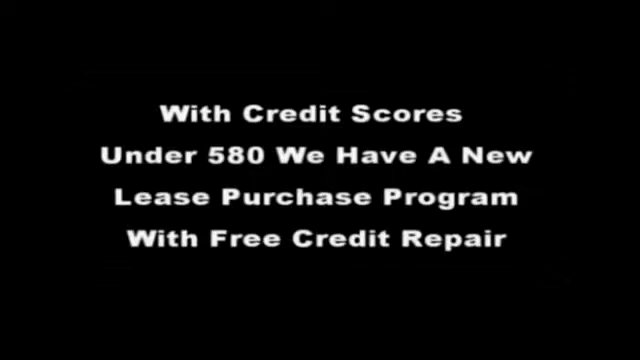 With Credit Scores
Under 580 We Have A New
Lease Purchase Program
With Free Credit Repair